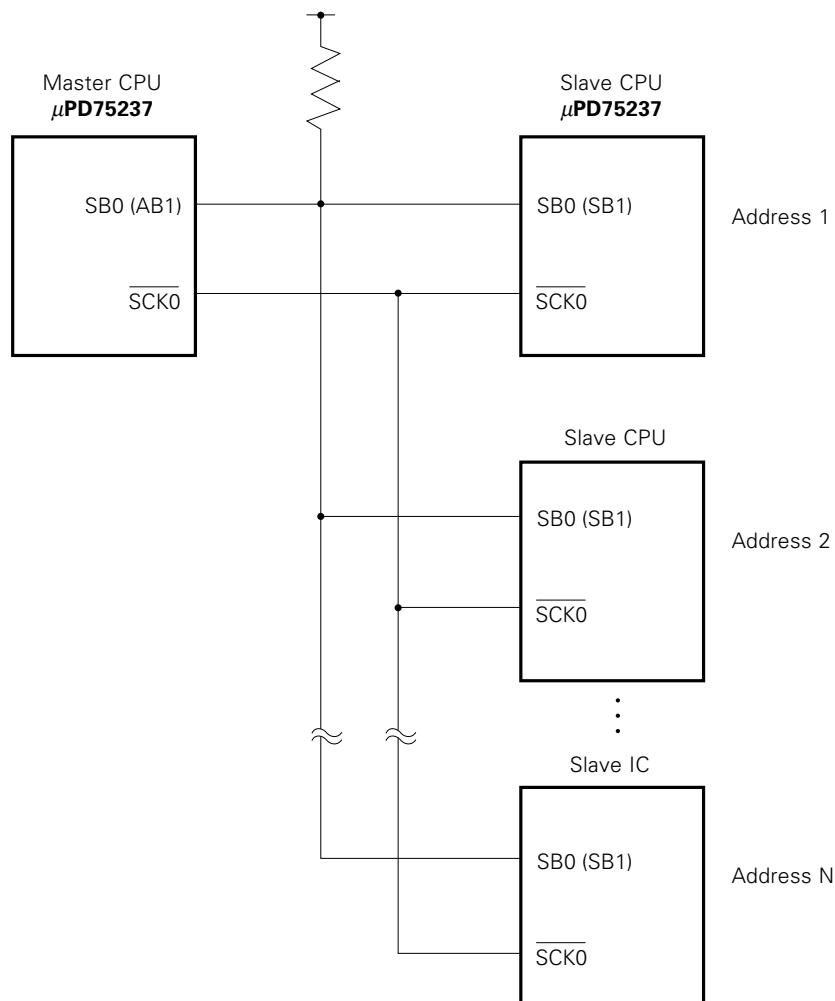 Master CPU
μPD75237
SB0 (AB1)
SCK0
Slave CPU
μPD75237
SB0 (SB1)
SCK0
Address 1
Slave CPU
SB0 (SB1)
SCK0
Address 2
Slave IC
SB0 (SB1)
SCK0
Address N